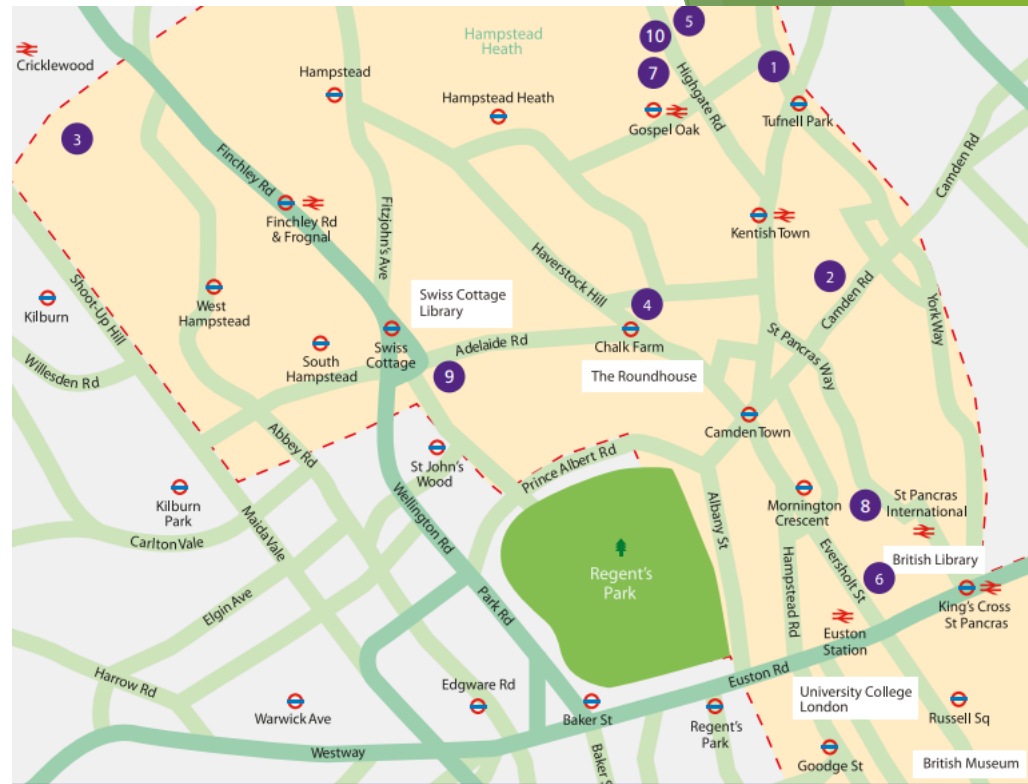 Hampstead
Heath
5
10
7
1
Cricklewood
Hampstead
Hampstead Heath
Highgate Rd
Gospel Oak
Tufnell Park
3
Finchley Rd
Camden Rd
Finchley Rd
& Frognal
Fitzjohn's Ave
Kentish Town
Haverstock Hill
2
Camden Rd
Shoot-Up Hill
Kilburn
West
Hampstead
Swiss Cottage
Library
4
York Way
St Pancras Way
South
Hampstead
Swiss
Cottage
Adelaide Rd
Chalk Farm
Willesden Rd
9
The Roundhouse
Camden Town
Abbey Rd
St John's
Wood
Prince Albert Rd
Kilburn
Park
Carlton Vale
Maida Vale
Wellington Rd
Albany St
Mornington
Crescent
8
St Pancras
International
Hampstead Rd
Eversholt St
British Library
6
Regent's
Park
Elgin Ave
Park Rd
Euston
Station
King's Cross
St Pancras
Harrow Rd
Edgware Rd
Euston Rd
Warwick Ave
Baker St
Regent's
Park
University College
London
Russell Sq
Westway
Baker S
Goodge St
British Museum